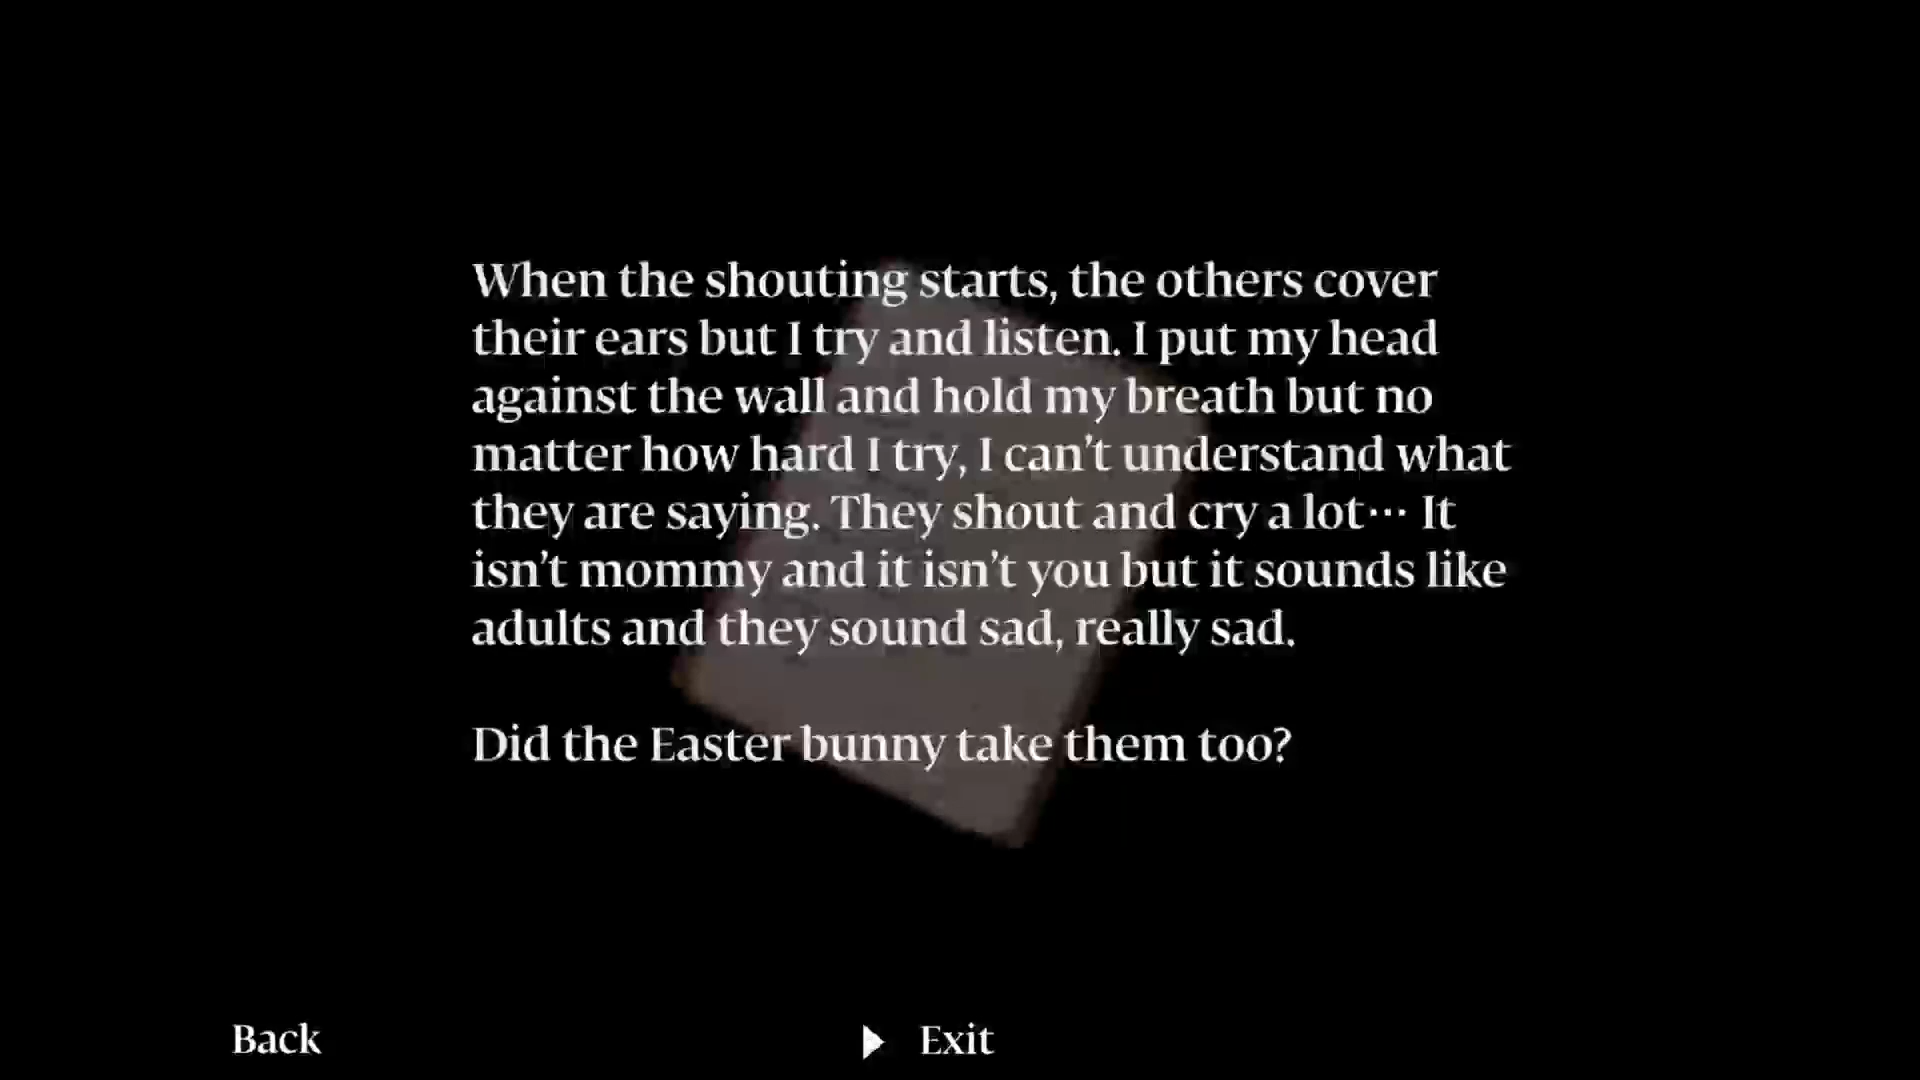 When the shouting starts, the others cover
their ears but I try and listen. I put my head
against the wall and hold my breath but no
matter how hard I try, I can’t understand what
they are saying. They shout and cry a lot··· It
isn’t mommy and it isn’t you but it sounds like
adults and they sound sad, really sad.
Did the Easter bunny take them too?
Back
Exit